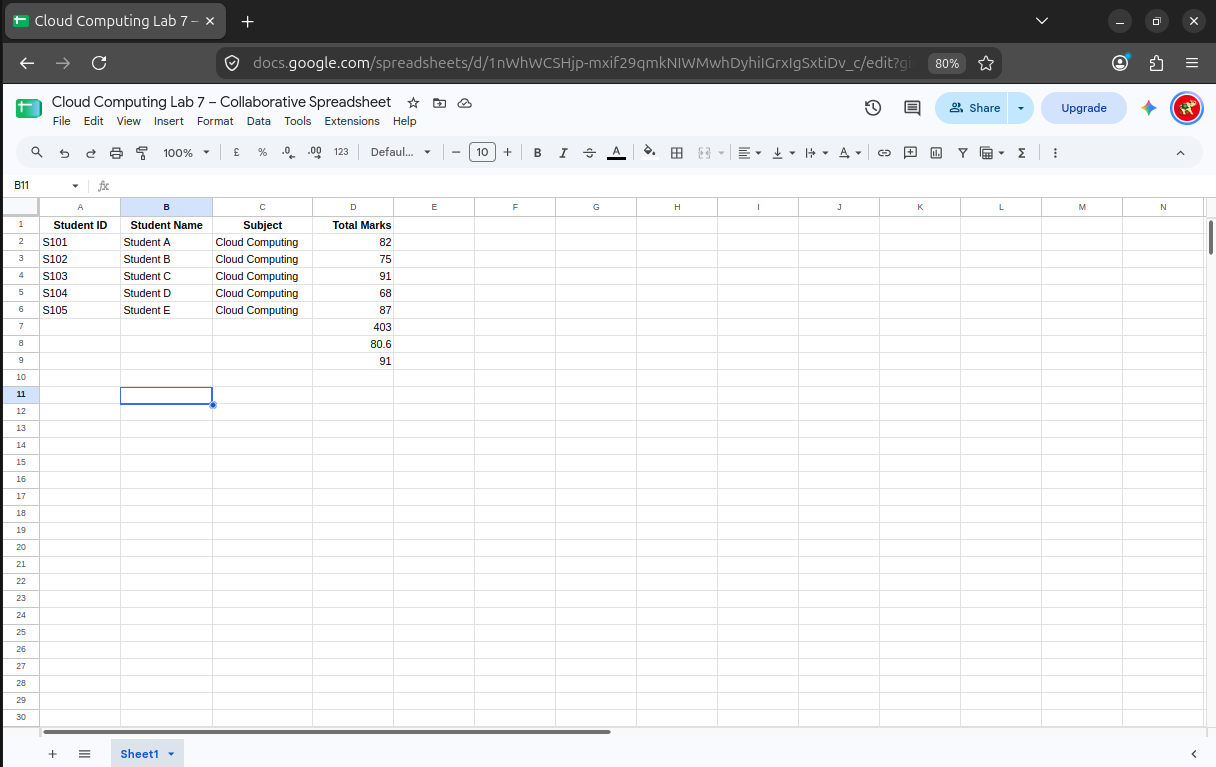 Cloud Computing Lab 7 –
docs.google.com/spreadsheets/d/1nWhWCSHjp-mxif29qmkNIWMwhDyhiIGrxIgSxtiDv_c/edit?gi
80%
Cloud Computing Lab 7 – Collaborative Spreadsheet
File Edit View Insert Format Data Tools Extensions Help
Share
Upgrade
100% £ % .0 .00 123 Defaul... 10 B I A A Σ
B11 fx
A B C D E F G H I J K L M N
1 Student ID Student Name Subject Total Marks
2 S101 Student A Cloud Computing 82
3 S102 Student B Cloud Computing 75
4 S103 Student C Cloud Computing 91
5 S104 Student D Cloud Computing 68
6 S105 Student E Cloud Computing 87
7 403
8 80.6
9 91
10
11
12
13
14
15
16
17
18
19
20
21
22
23
24
25
26
27
28
29
30
Sheet1